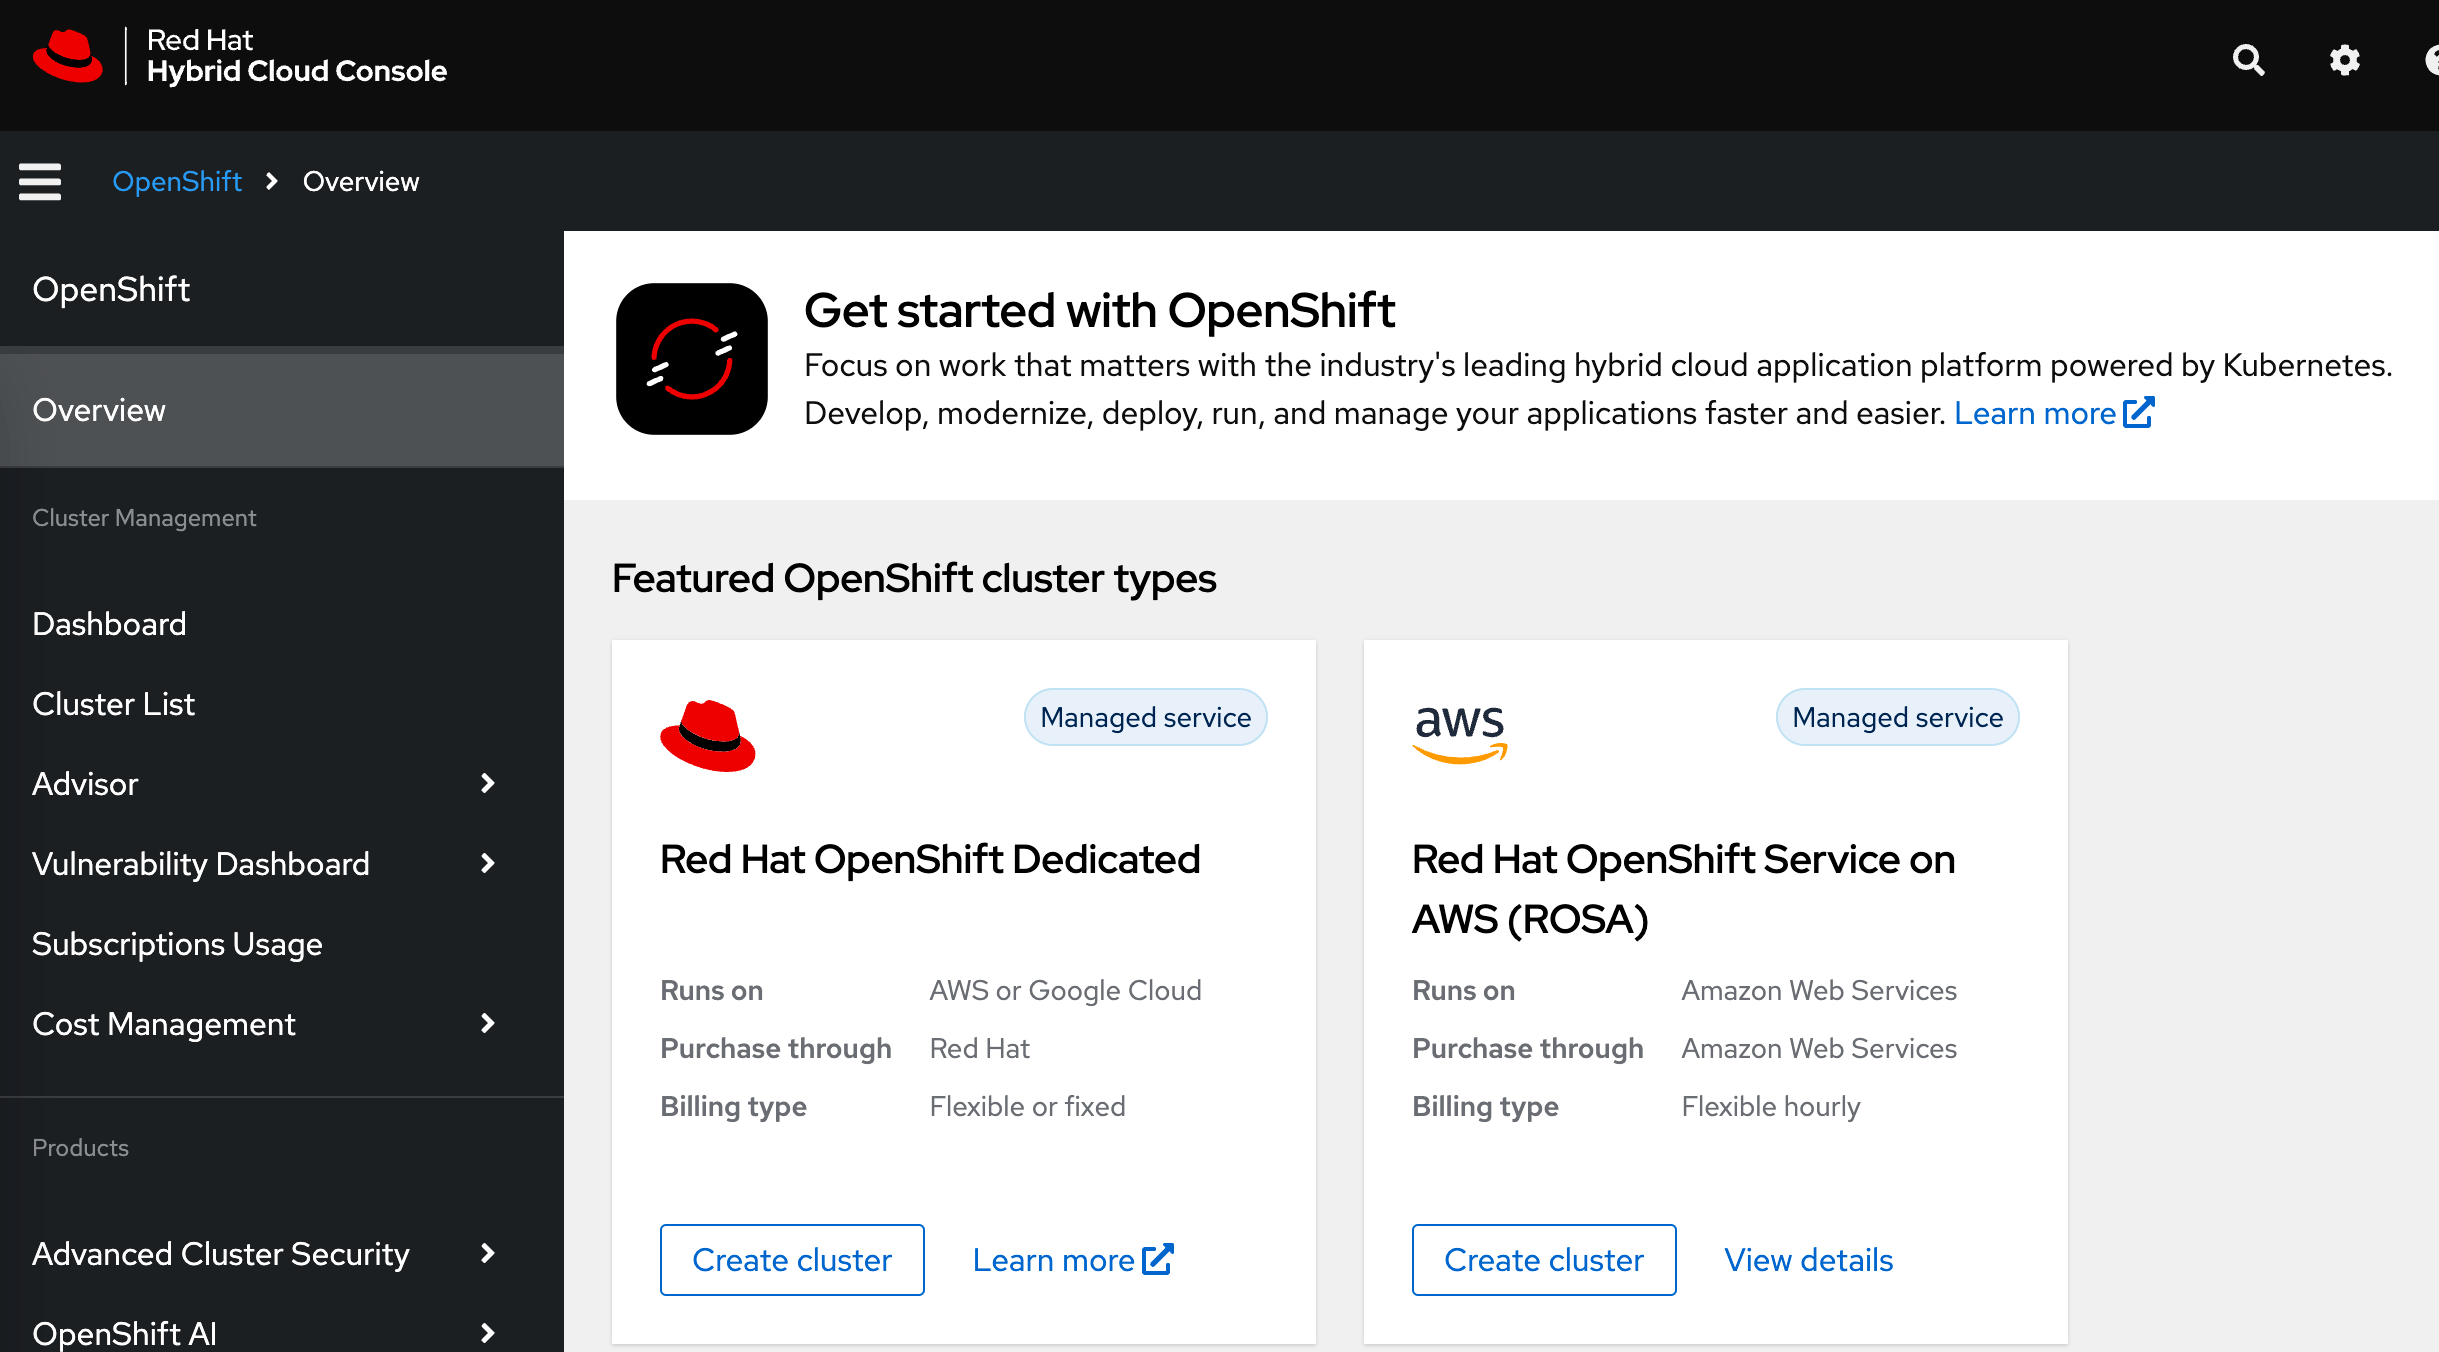 Red Hat
Hybrid Cloud Console
OpenShift > Overview
OpenShift
Overview
Cluster Management
Dashboard
Cluster List
Advisor
Vulnerability Dashboard
Subscriptions Usage
Cost Management
Products
Advanced Cluster Security
OpenShift AI
Get started with OpenShift
Focus on work that matters with the industry's leading hybrid cloud application platform powered by Kubernetes.
Develop, modernize, deploy, run, and manage your applications faster and easier. Learn more
Featured OpenShift cluster types
Managed service
Red Hat OpenShift Dedicated
Runs on AWS or Google Cloud
Purchase through Red Hat
Billing type Flexible or fixed
Create cluster Learn more
aws Managed service
Red Hat OpenShift Service on
AWS (ROSA)
Runs on Amazon Web Services
Purchase through Amazon Web Services
Billing type Flexible hourly
Create cluster View details